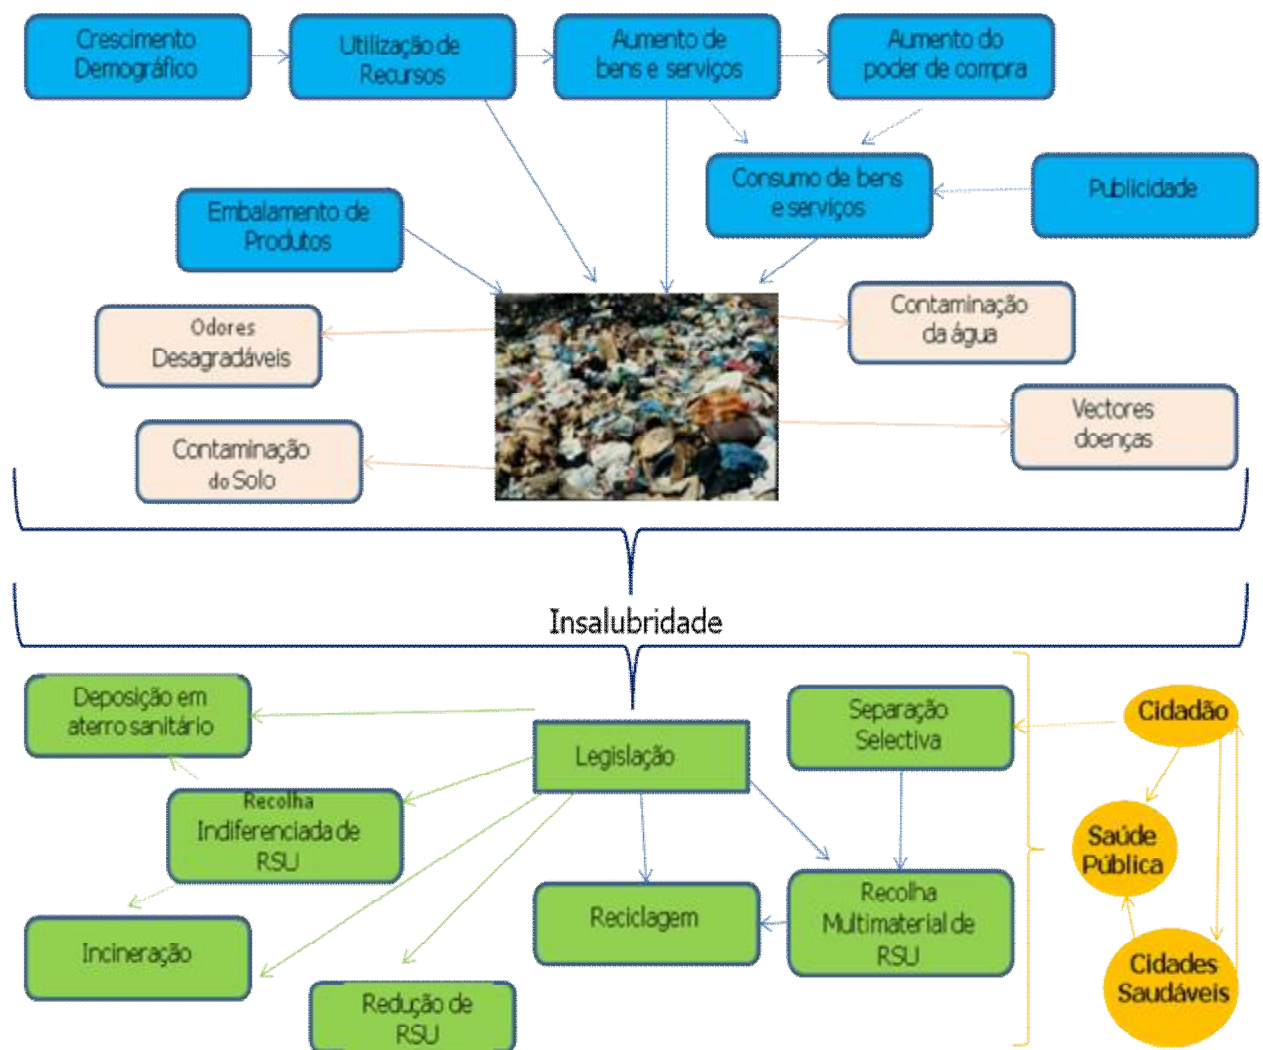 Crescimento
Demográfico
Utilização de
Recursos
Aumento de
bens e serviços
Aumento do
poder de compra
Embalamento de
Produtos
Consumo de bens
e serviços
Publicidade
Odores
Desagradáveis
Contaminação
da água
Contaminação
do Solo
Vectores
doenças
Insalubridade
Deposição em
aterro sanitário
Legislação
Separação
Selectiva
Cidadão
Recolha
Indiferenciada de
RSU
Saúde
Pública
Incineração
Reciclagem
Recolha
Multimaterial de
RSU
Redução de
RSU
Cidades
Saudáveis